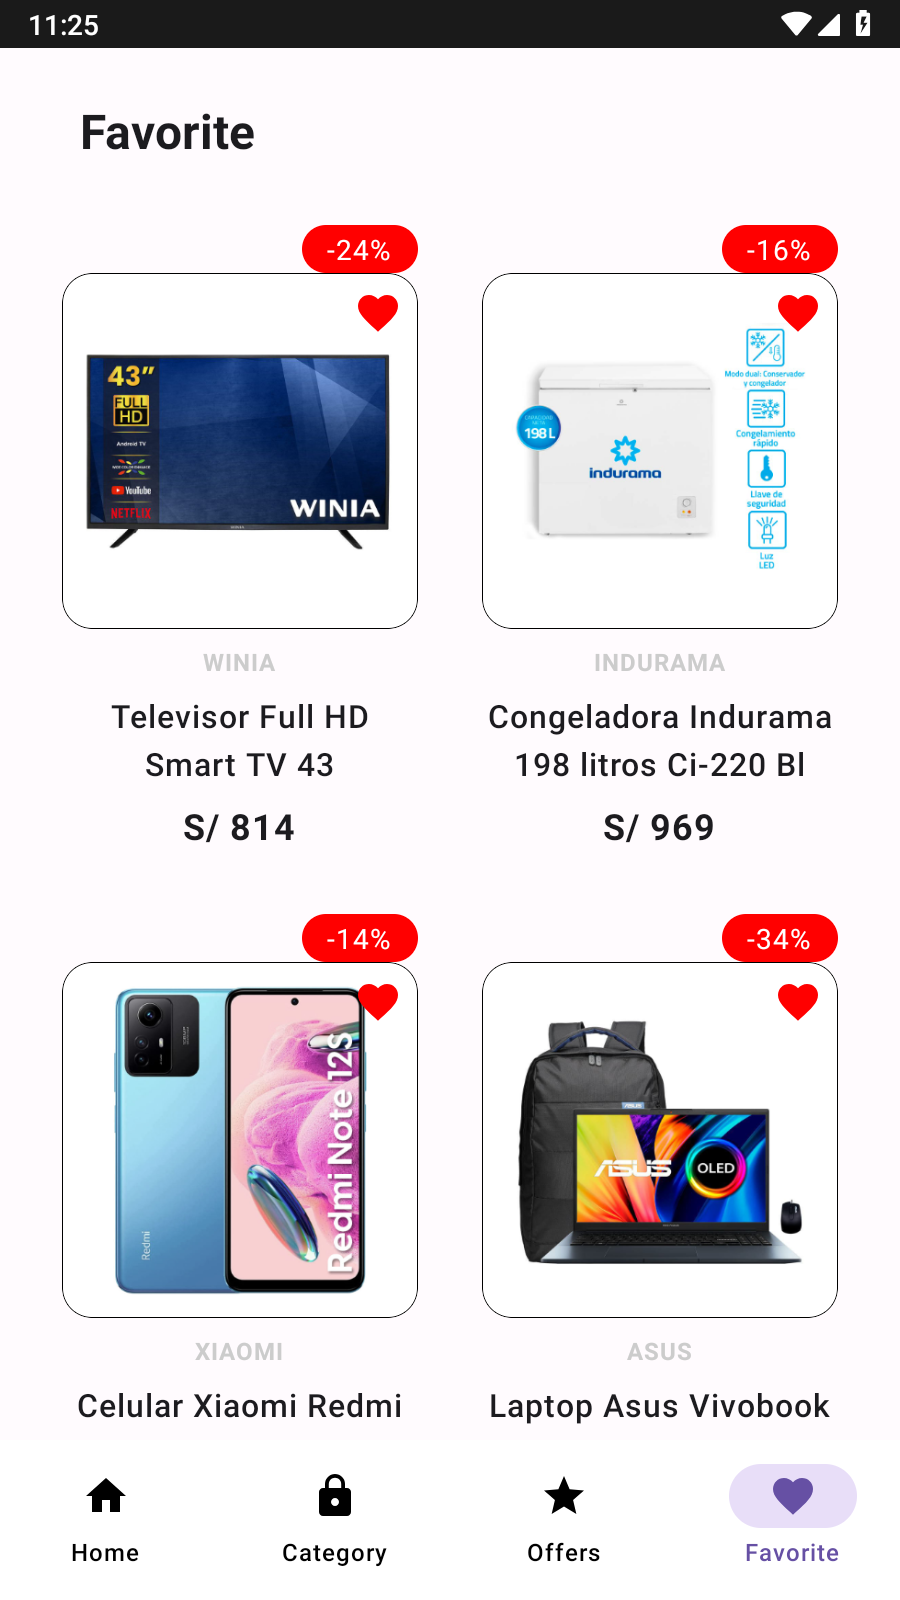 11:25
Favorite
-24%
43”
FULL
HD
Android TV
YouTube
NETFLIX
WINIA
WINIA
Televisor Full HD
Smart TV 43
S/ 814
-16%
198 L
indurama
Modo dual: Conservador
y congelador
Congelamiento
rápido
Llave de
seguridad
Luz
LED
INDURAMA
Congeladora Indurama
198 litros Ci-220 Bl
S/ 969
-14%
Redmi
Redmi Note 12S
XIAOMI
Celular Xiaomi Redmi
-34%
ASUS
ASUS
OLED
ASUS
Laptop Asus Vivobook
Home
Category
Offers
Favorite